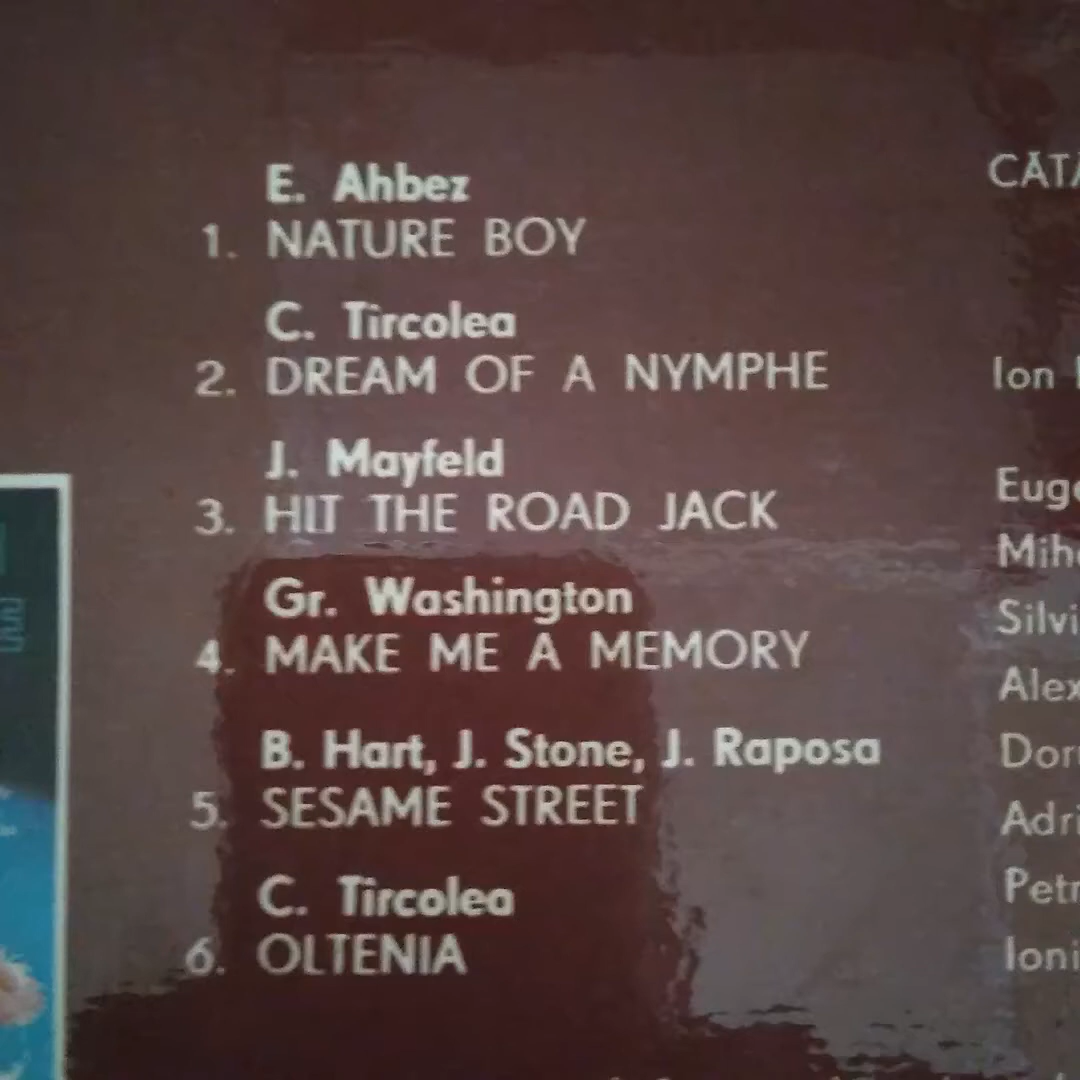 E. Ahbez
1. NATURE BOY
C. Tircolea
2. DREAM OF A NYMPHE
J. Mayfeld
3. HIT THE ROAD JACK
Gr. Washington
4. MAKE ME A MEMORY
B. Hart, J. Stone, J. Raposa
5. SESAME STREET
C. Tircolea
6. OLTENIA
Ion